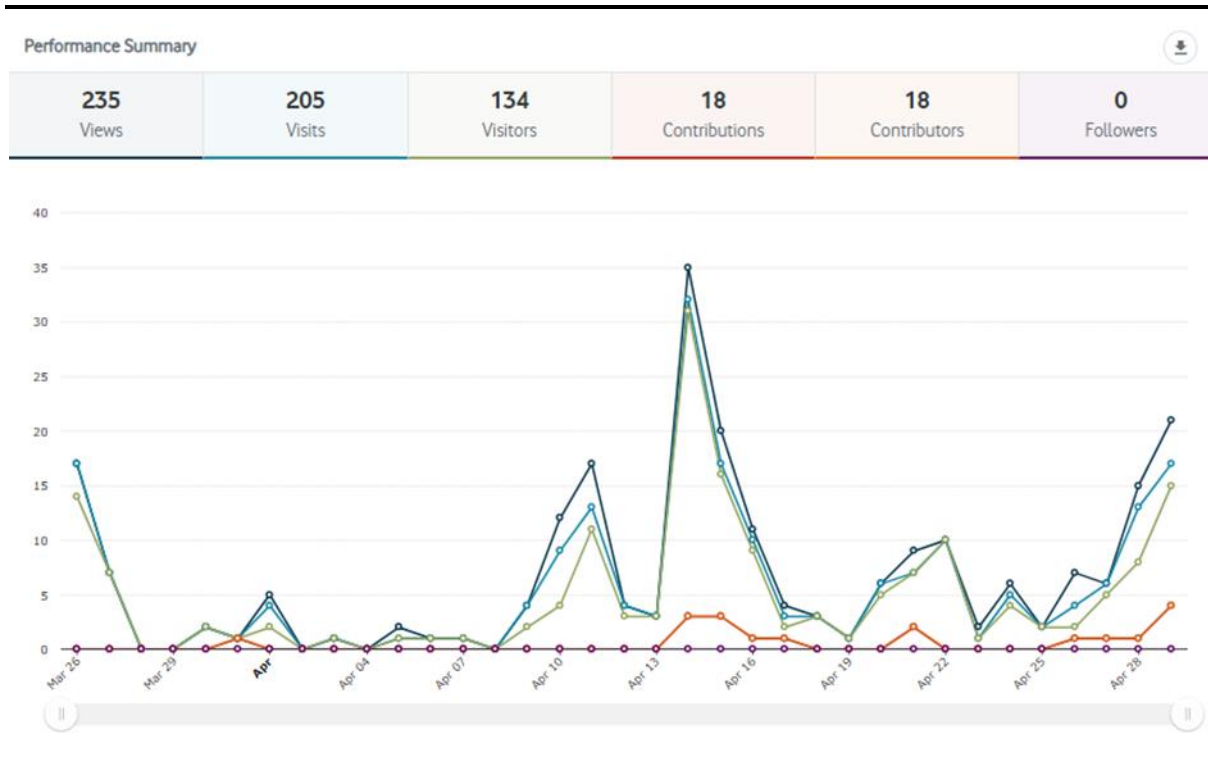 Performance Summary
235 205 134 18 18 0
Views Visits Visitors Contributions Contributors Followers
40
35
30
25
20
15
10
5
0
Mar 26 Mar 29 Apr Apr 04 Apr 07 Apr 10 Apr 13 Apr 16 Apr 19 Apr 22 Apr 25 Apr 28